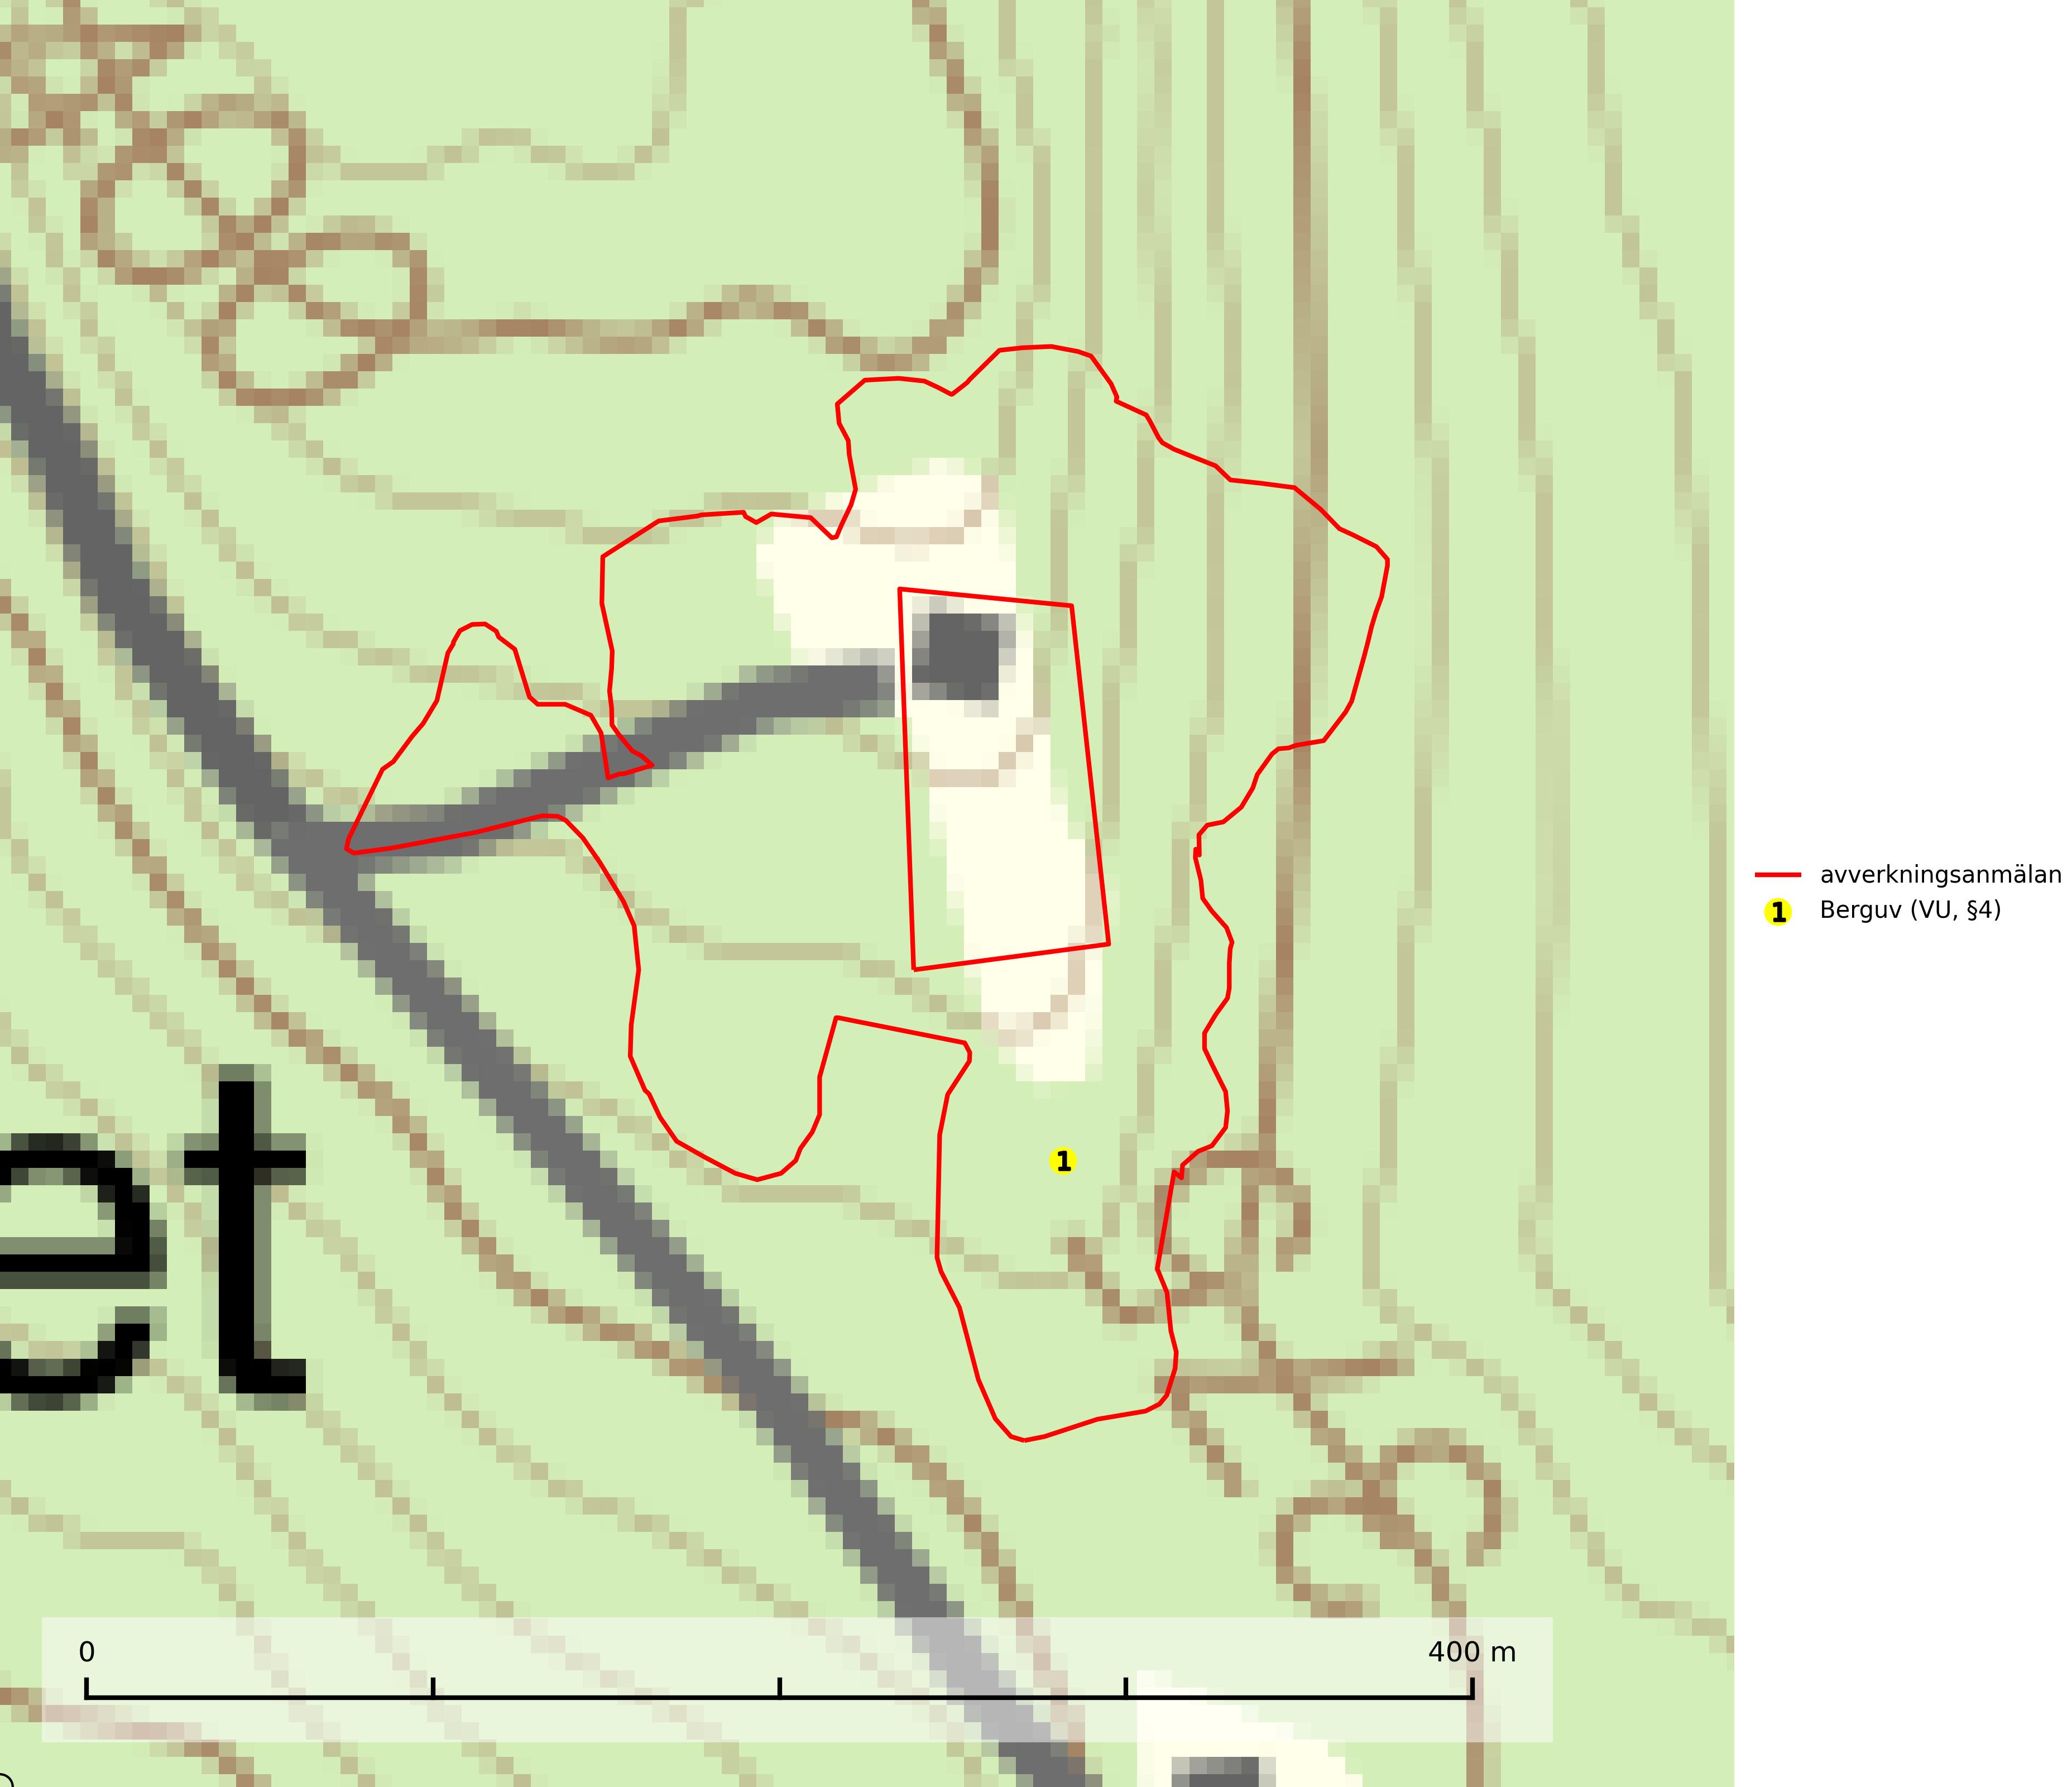 1
et
0
400 m
avverkningsanmälan
1
Berguv (VU, §4)